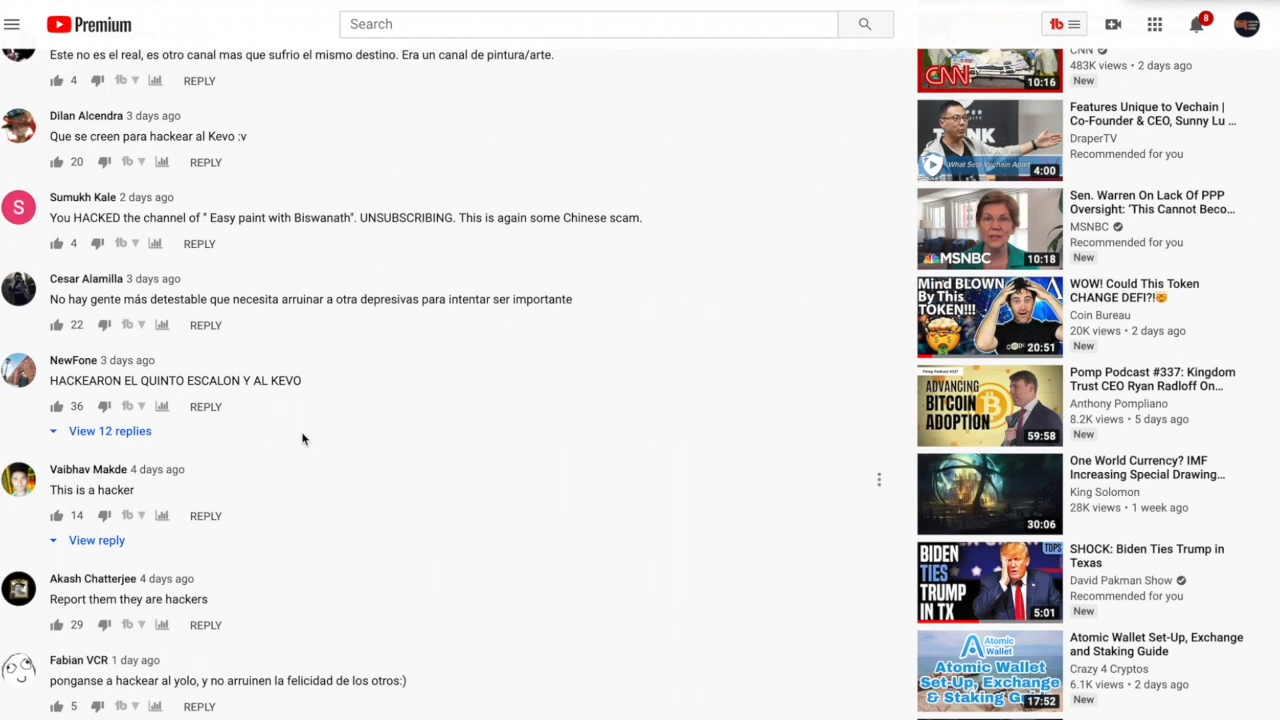 Premium
Search
8
Este no es el real, es otro canal mas que sufrio el mismo destino. Era un canal de pintura/arte.
4
REPLY
Dilan Alcendra 3 days ago
Que se creen para hackear al Kevo :v
20
REPLY
S
Sumukh Kale 2 days ago
You HACKED the channel of " Easy paint with Biswanath". UNSUBSCRIBING. This is again some Chinese scam.
4
REPLY
Cesar Alamilla 3 days ago
No hay gente más detestable que necesita arruinar a otra depresivas para intentar ser importante
22
REPLY
NewFone 3 days ago
HACKEARON EL QUINTO ESCALON Y AL KEVO
36
REPLY
View 12 replies
Vaibhav Makde 4 days ago
This is a hacker
14
REPLY
View reply
Akash Chatterjee 4 days ago
Report them they are hackers
29
REPLY
Fabian VCR 1 day ago
ponganse a hackear al yolo, y no arruinen la felicidad de los otros:)
5
REPLY
CNN
10:16
CNN
483K views • 2 days ago
New
What Sets Vechain Apart
4:00
Features Unique to Vechain |
Co-Founder & CEO, Sunny Lu ...
DraperTV
Recommended for you
MSNBC
10:18
Sen. Warren On Lack Of PPP
Oversight: 'This Cannot Beco...
MSNBC
Recommended for you
New
Mind BLOWN
By This
TOKEN!!!
20:51
WOW! Could This Token
CHANGE DEFI?!🤯
Coin Bureau
20K views • 2 days ago
New
Pomp Podcast #337
ADVANCING
BITCOIN
ADOPTION
59:58
Pomp Podcast #337: Kingdom
Trust CEO Ryan Radloff On...
Anthony Pompliano
8.2K views • 5 days ago
New
30:06
One World Currency? IMF
Increasing Special Drawing...
King Solomon
28K views • 1 week ago
BIDEN
TIES
TRUMP
IN TX
TDPS
5:01
SHOCK: Biden Ties Trump in
Texas
David Pakman Show
Recommended for you
New
Atomic
Wallet
Atomic Wallet
Set-Up, Exchange
& Staking
17:52
Atomic Wallet Set-Up, Exchange
and Staking Guide
Crazy 4 Cryptos
6.1K views • 2 days ago
New